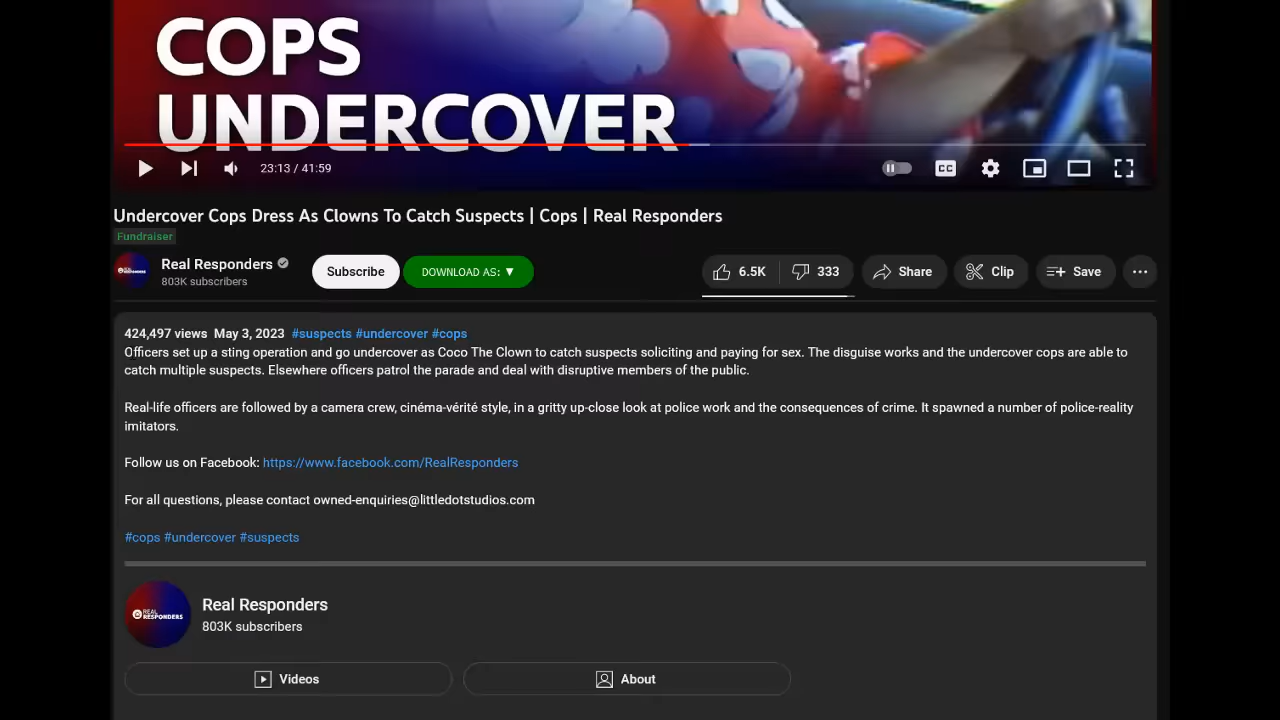 COPS
UNDERCOVER
23:13 / 41:59
CC
Undercover Cops Dress As Clowns To Catch Suspects | Cops | Real Responders
Fundraiser
Real Responders
803K subscribers
Subscribe
DOWNLOAD AS: ▼
6.5K
333
Share
Clip
Save
424,497 views May 3, 2023 #suspects #undercover #cops
Officers set up a sting operation and go undercover as Coco The Clown to catch suspects soliciting and paying for sex. The disguise works and the undercover cops are able to
catch multiple suspects. Elsewhere officers patrol the parade and deal with disruptive members of the public.
Real-life officers are followed by a camera crew, cinéma-vérité style, in a gritty up-close look at police work and the consequences of crime. It spawned a number of police-reality
imitators.
Follow us on Facebook: https://www.facebook.com/RealResponders
For all questions, please contact owned-enquiries@littledotstudios.com
#cops #undercover #suspects
REAL
RESPONDERS
Real Responders
803K subscribers
Videos
About